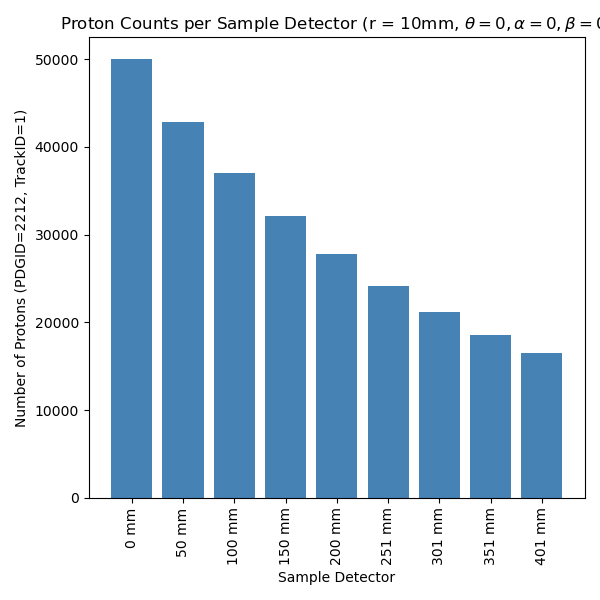 Proton Counts per Sample Detector (r = 10mm, θ = 0, α = 0, β = 0
50000
40000
30000
20000
10000
0
Number of Protons (PDGID=2212, TrackID=1)
0 mm
50 mm
100 mm
150 mm
200 mm
251 mm
301 mm
351 mm
401 mm
Sample Detector